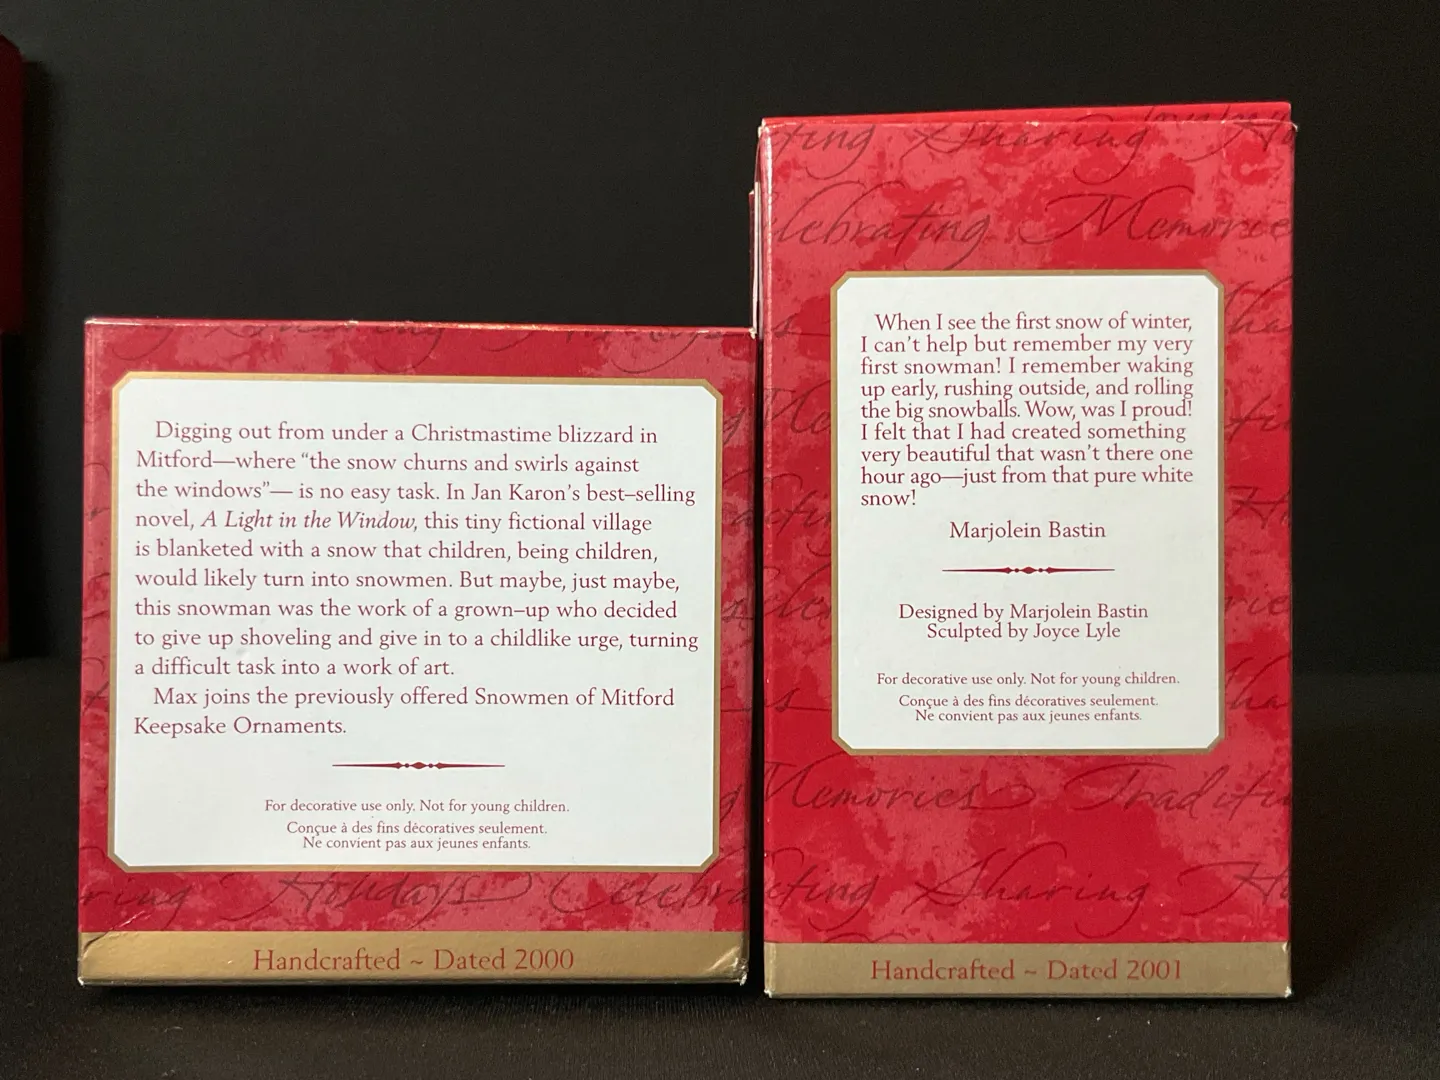 Digging out from under a Christmastime blizzard in
Mitford—where “the snow churns and swirls against
the windows”— is no easy task. In Jan Karon’s best–selling
novel, A Light in the Window, this tiny fictional village
is blanketed with a snow that children, being children,
would likely turn into snowmen. But maybe, just maybe,
this snowman was the work of a grown–up who decided
to give up shoveling and give in to a childlike urge, turning
a difficult task into a work of art.
Max joins the previously offered Snowmen of Mitford
Keepsake Ornaments.
For decorative use only. Not for young children.
Conçue à des fins décoratives seulement.
Ne convient pas aux jeunes enfants.
Holidays
Handcrafted ~ Dated 2000
Sharing
Memories
When I see the first snow of winter,
I can’t help but remember my very
first snowman! I remember waking
up early, rushing outside, and rolling
the big snowballs. Wow, was I proud!
I felt that I had created something
very beautiful that wasn’t there one
hour ago—just from that pure white
snow!
Marjolein Bastin
Designed by Marjolein Bastin
Sculpted by Joyce Lyle
For decorative use only. Not for young children.
Conçue à des fins décoratives seulement.
Ne convient pas aux jeunes enfants.
Memories
Sharing
Handcrafted ~ Dated 2001